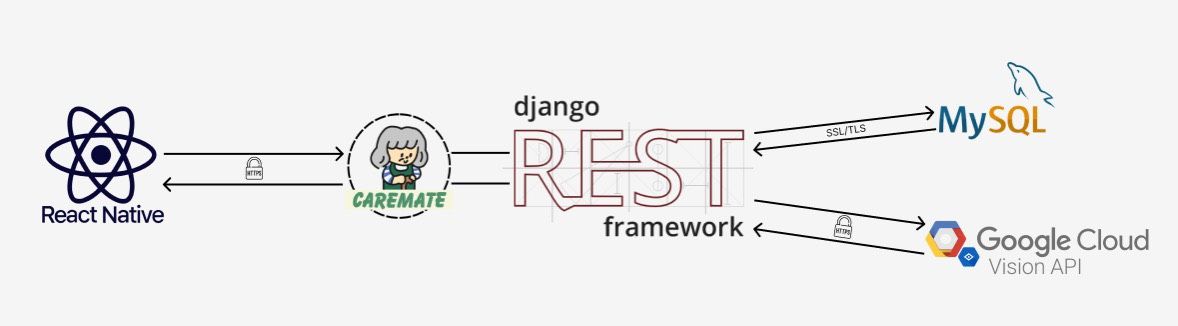 React Native
HTTPS
CAREMATE
django
REST
framework
SSL/TLS
MySQL
HTTPS
Google Cloud
Vision API